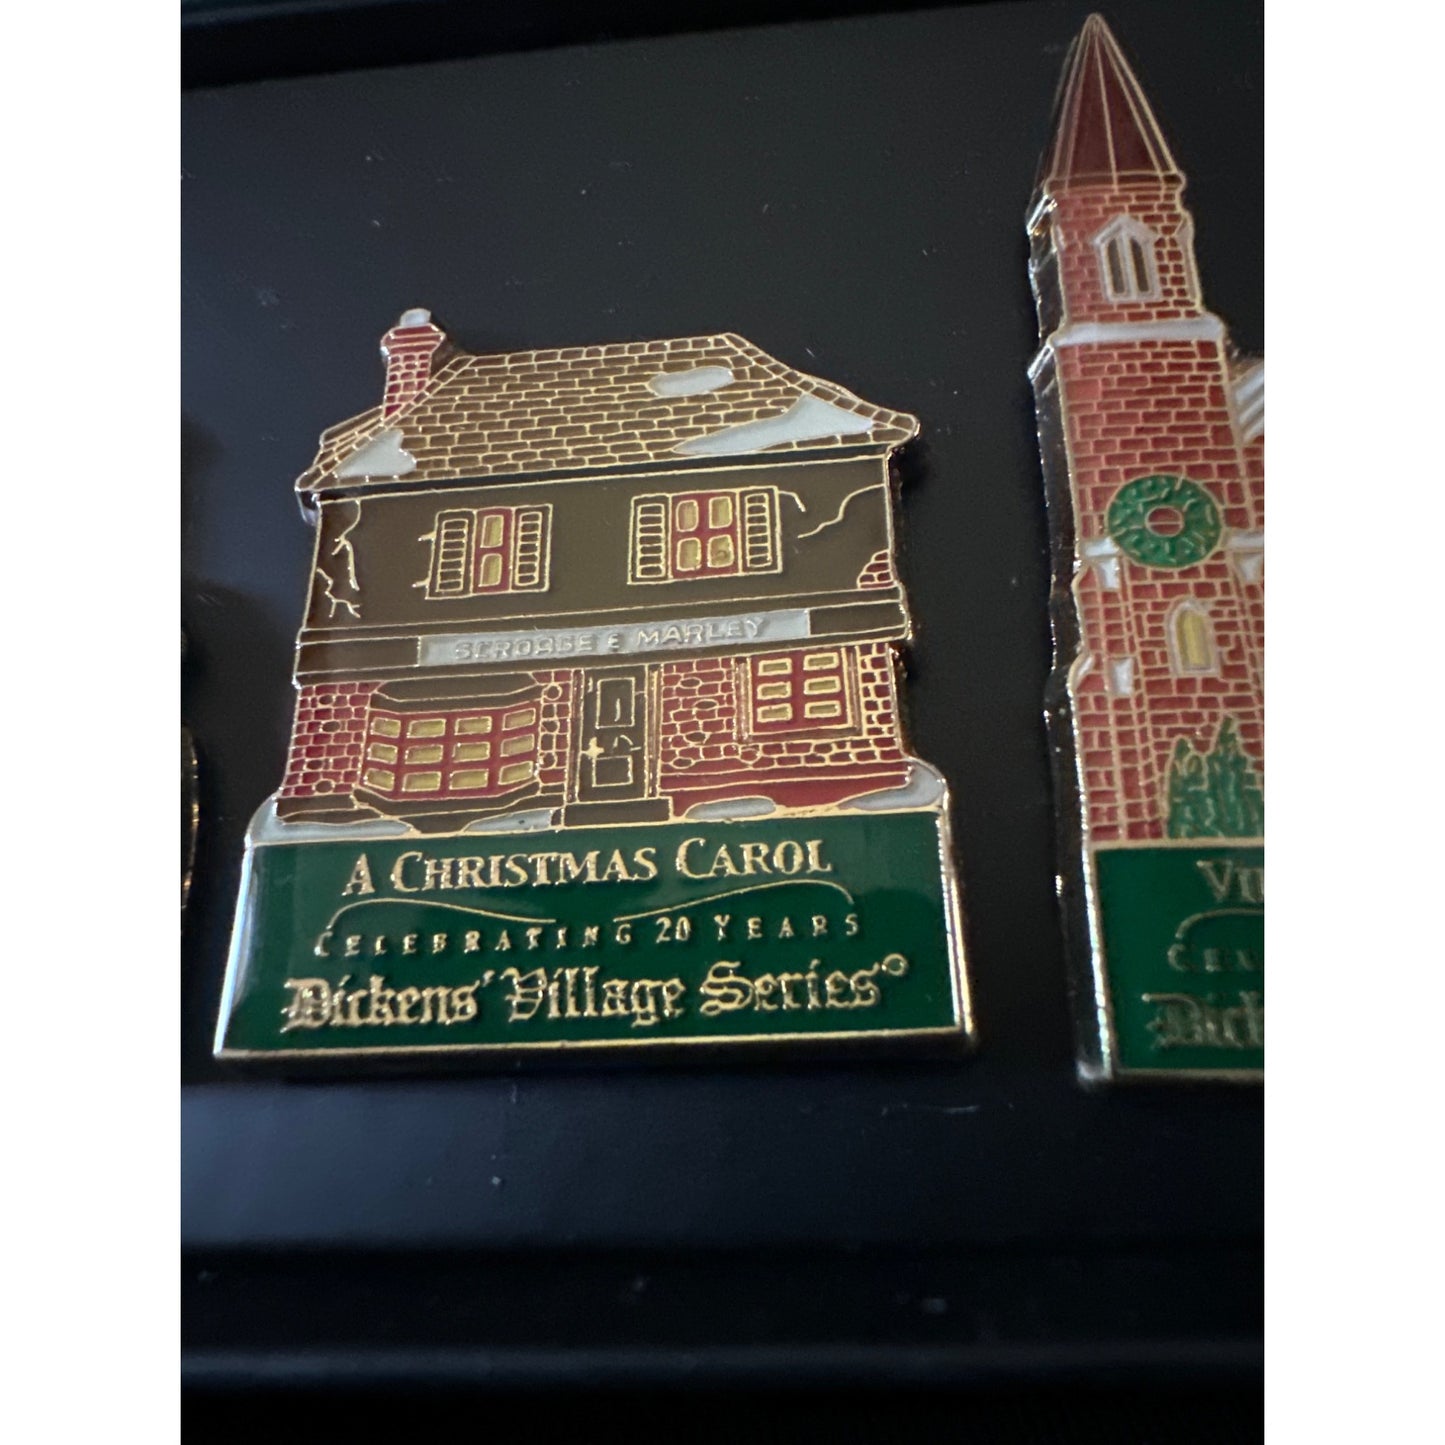 SCROOGE & MARLEY
A CHRISTMAS CAROL
CELEBRATING 20 YEARS
Dickens' Village Series®